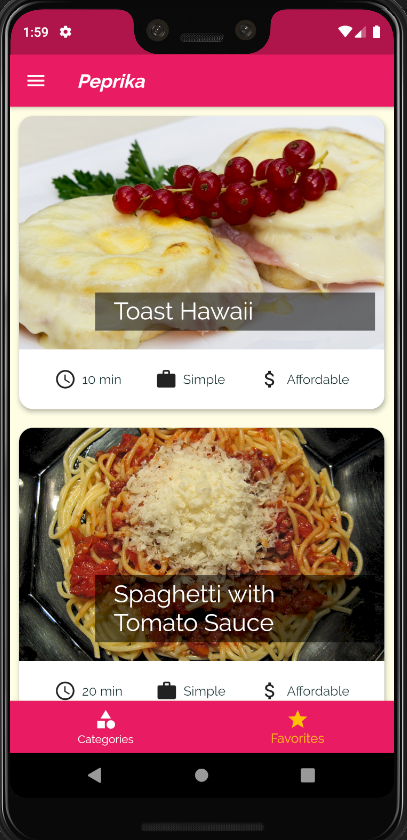 1:59
Peprika
Toast Hawaii
10 min Simple Affordable
Spaghetti with
Tomato Sauce
20 min Simple Affordable
Categories Favorites